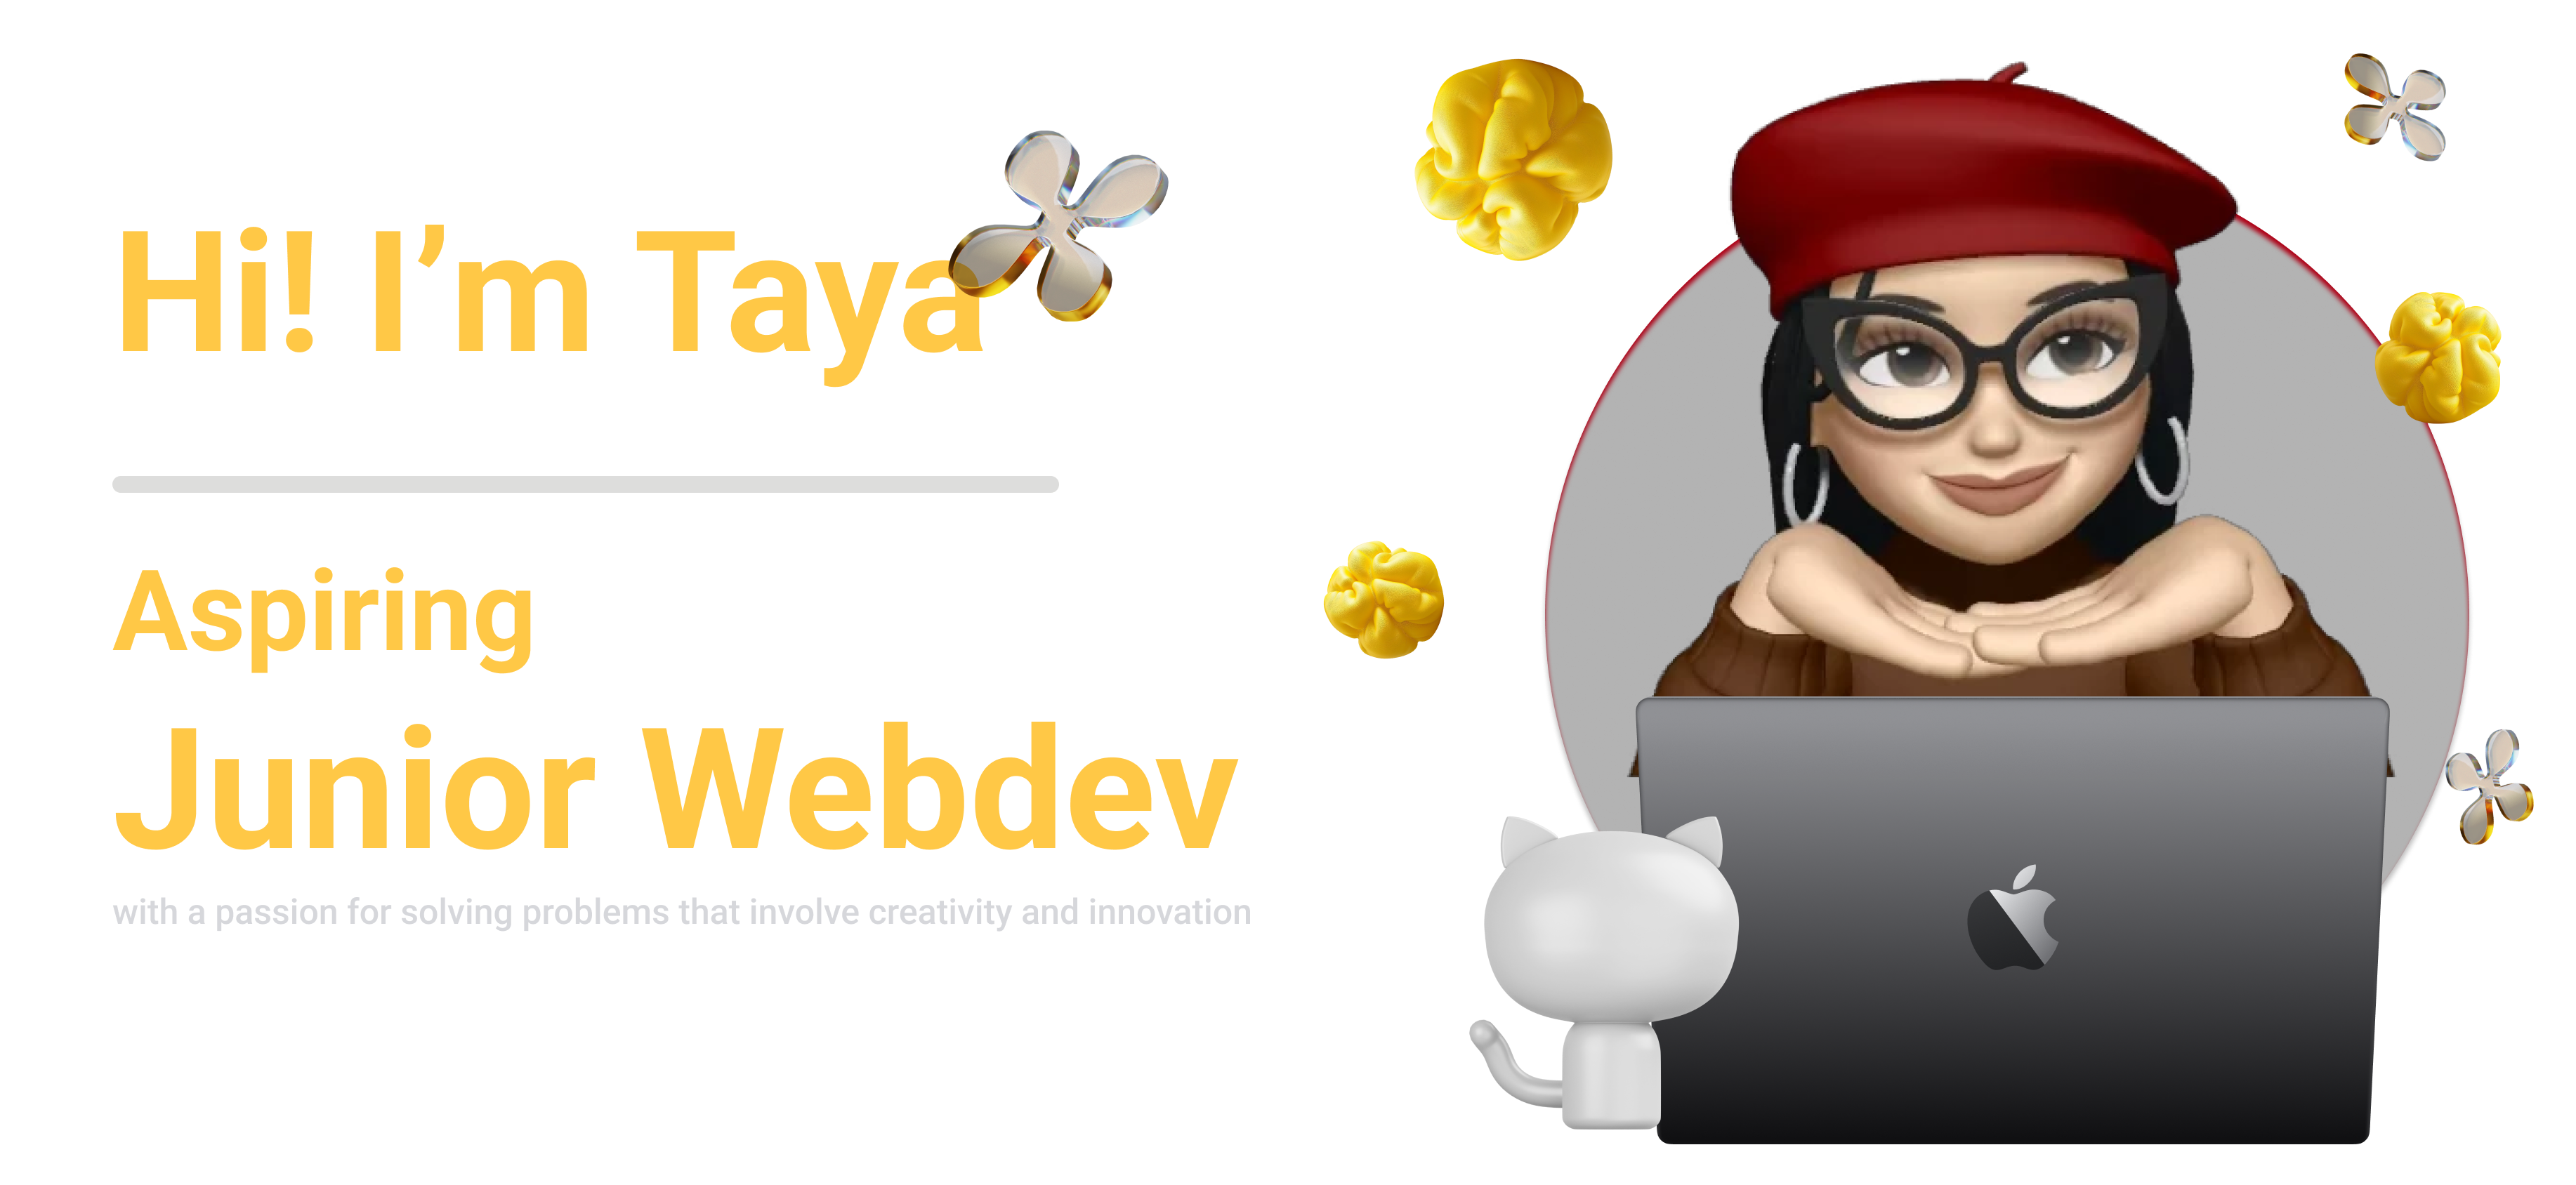 Hi! I’m Taya
Aspiring
Junior Webdev
with a passion for solving problems that involve creativity and innovation